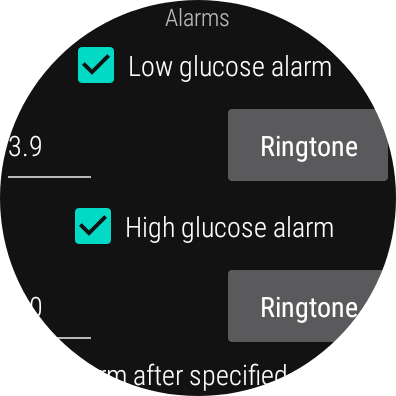 Alarms
Low glucose alarm
3.9
Ringtone
High glucose alarm
Ringtone
after specified